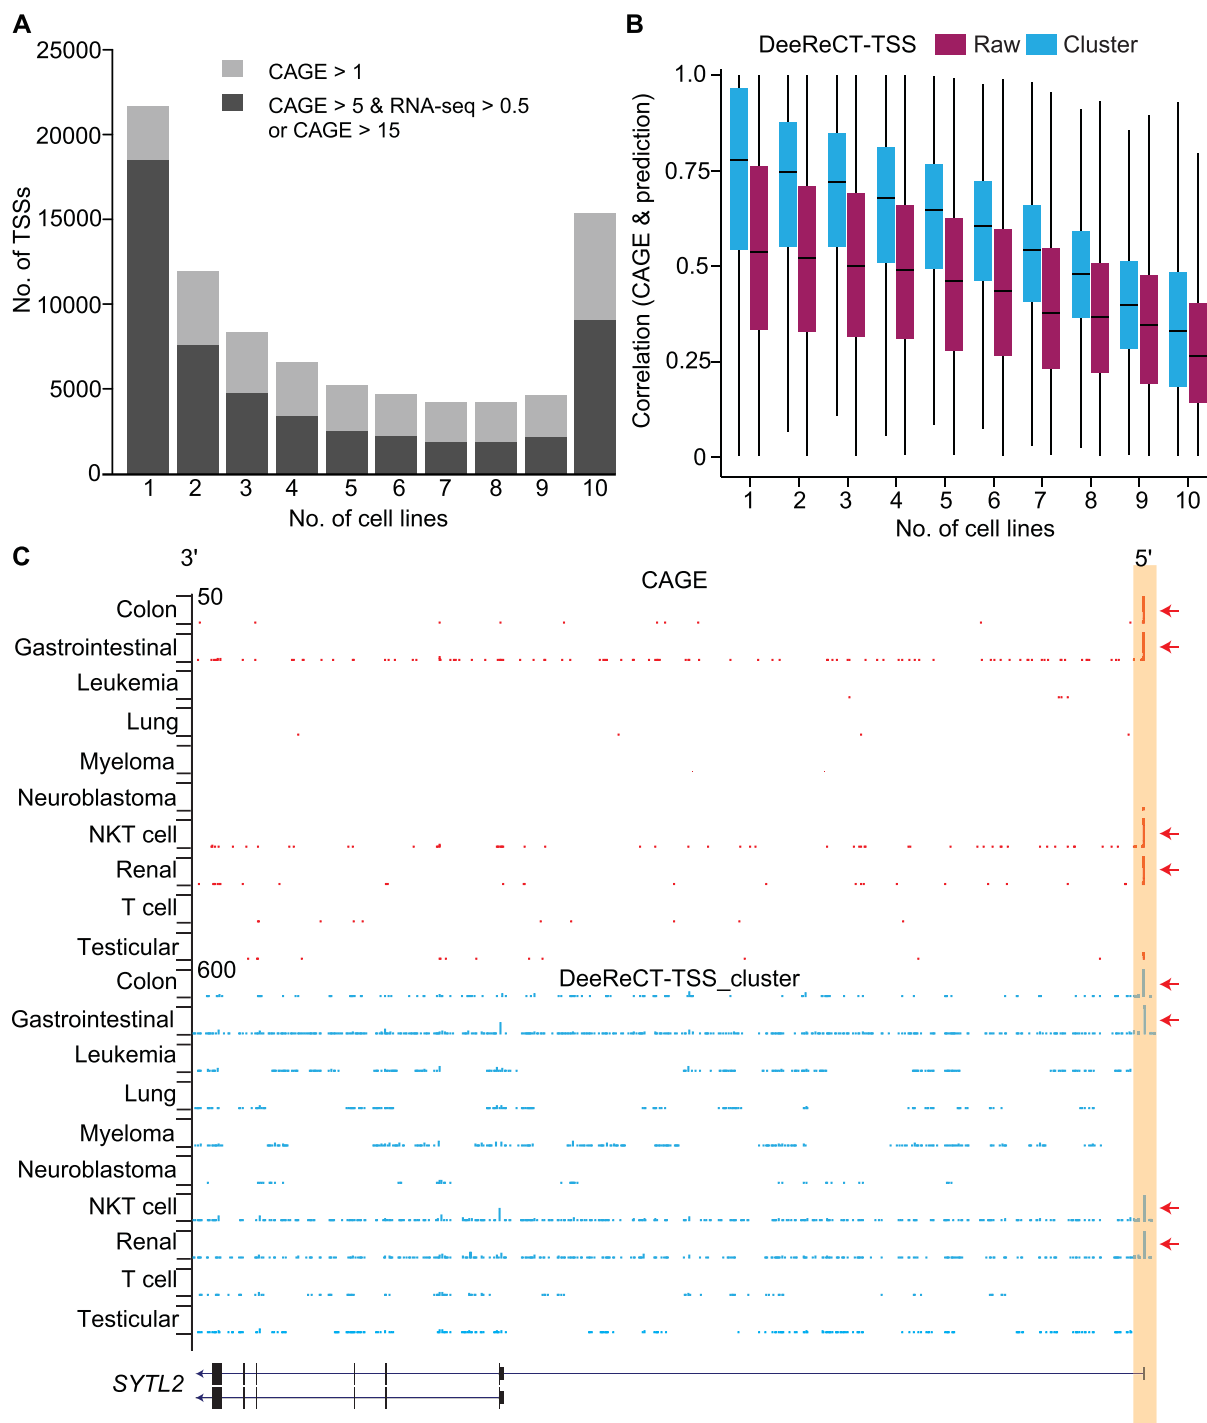 A
25000
20000
15000
10000
5000
0
No. of TSSs
CAGE > 1
CAGE > 5 & RNA-seq > 0.5
or CAGE > 15
1 2 3 4 5 6 7 8 9 10
No. of cell lines
B
DeeReCT-TSS Raw Cluster
1.0
0.75
0.5
0.25
0
Correlation (CAGE & prediction)
1 2 3 4 5 6 7 8 9 10
No. of cell lines
C
3' 5'
CAGE
50
Colon
Gastrointestinal
Leukemia
Lung
Myeloma
Neuroblastoma
NKT cell
Renal
T cell
Testicular
600
DeeReCT-TSS_cluster
Colon
Gastrointestinal
Leukemia
Lung
Myeloma
Neuroblastoma
NKT cell
Renal
T cell
Testicular
SYTL2